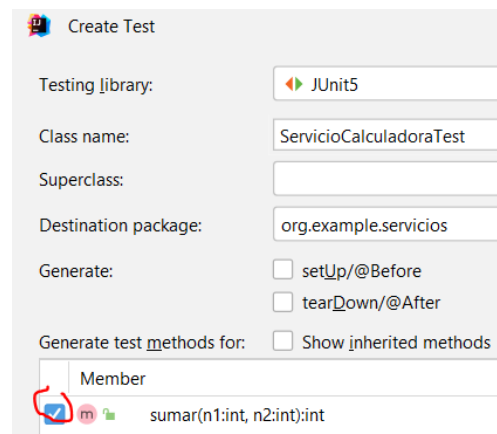 Create Test
Testing library: JUnit5
Class name: ServicioCalculadoraTest
Superclass:
Destination package: org.example.servicios
Generate: setUp/@Before
tearDown/@After
Generate test methods for: Show inherited methods
Member
m sumar(n1:int, n2:int):int